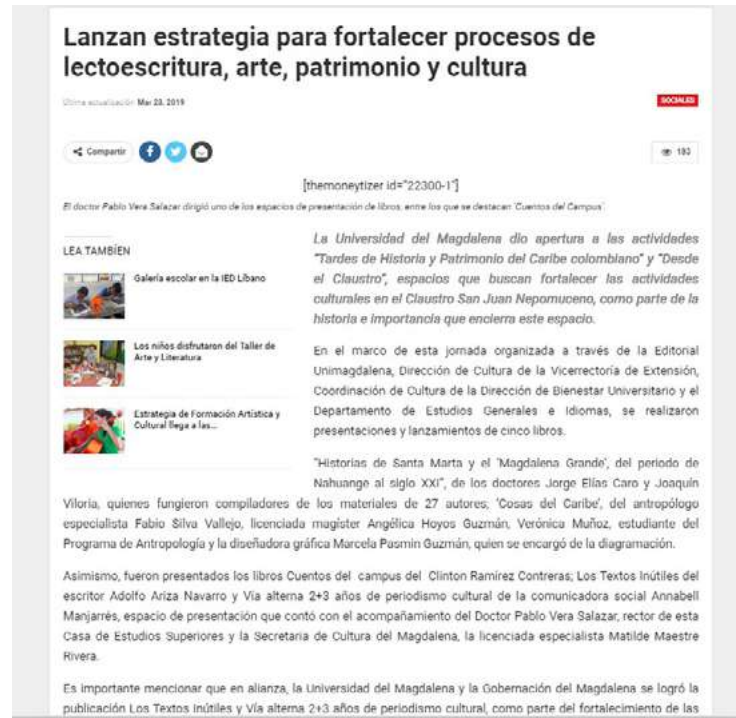 Lanzan estrategia para fortalecer procesos de
lectoescritura, arte, patrimonio y cultura
Última actualización Mar 23, 2019
SOCIALES
Compartir
183
[themoneytizer id="22300-1"]
El doctor Pablo Vera Salazar dirigió uno de los espacios de presentación de libros, entre los que se destacan 'Cuentos del Campus'.
LEA TAMBÍEN
Galería escolar en la IED Líbano
Los niños disfrutaron del Taller de
Arte y Literatura
Estrategia de Formación Artística y
Cultural llega a las...
La Universidad del Magdalena dio apertura a las actividades
"Tardes de Historia y Patrimonio del Caribe colombiano" y "Desde
el Claustro", espacios que buscan fortalecer las actividades
culturales en el Claustro San Juan Nepomuceno, como parte de la
historia e importancia que encierra este espacio.
En el marco de esta jornada organizada a través de la Editorial
Unimagdalena, Dirección de Cultura de la Vicerrectoría de Extensión,
Coordinación de Cultura de la Dirección de Bienestar Universitario y el
Departamento de Estudios Generales e Idiomas, se realizaron
presentaciones y lanzamientos de cinco libros.
"Historias de Santa Marta y el 'Magdalena Grande', del periodo de
Nahuange al siglo XXI", de los doctores Jorge Elías Caro y Joaquín
Viloria, quienes fungieron compiladores de los materiales de 27 autores; 'Cosas del Caribe', del antropólogo
especialista Fabio Silva Vallejo, licenciada magíster Angélica Hoyos Guzmán, Verónica Muñoz, estudiante del
Programa de Antropología y la diseñadora gráfica Marcela Pasmin Guzmán, quien se encargó de la diagramación.
Asimismo, fueron presentados los libros Cuentos del campus del Clinton Ramírez Contreras; Los Textos Inútiles del
escritor Adolfo Ariza Navarro y Vía alterna 2+3 años de periodismo cultural de la comunicadora social Annabell
Manjarrés, espacio de presentación que contó con el acompañamiento del Doctor Pablo Vera Salazar, rector de esta
Casa de Estudios Superiores y la Secretaria de Cultura del Magdalena, la licenciada especialista Matilde Maestre
Rivera.
Es importante mencionar que en alianza, la Universidad del Magdalena y la Gobernación del Magdalena se logró la
publicación Los Textos Inútiles y Vía alterna 2+3 años de periodismo cultural, como parte del fortalecimiento de las